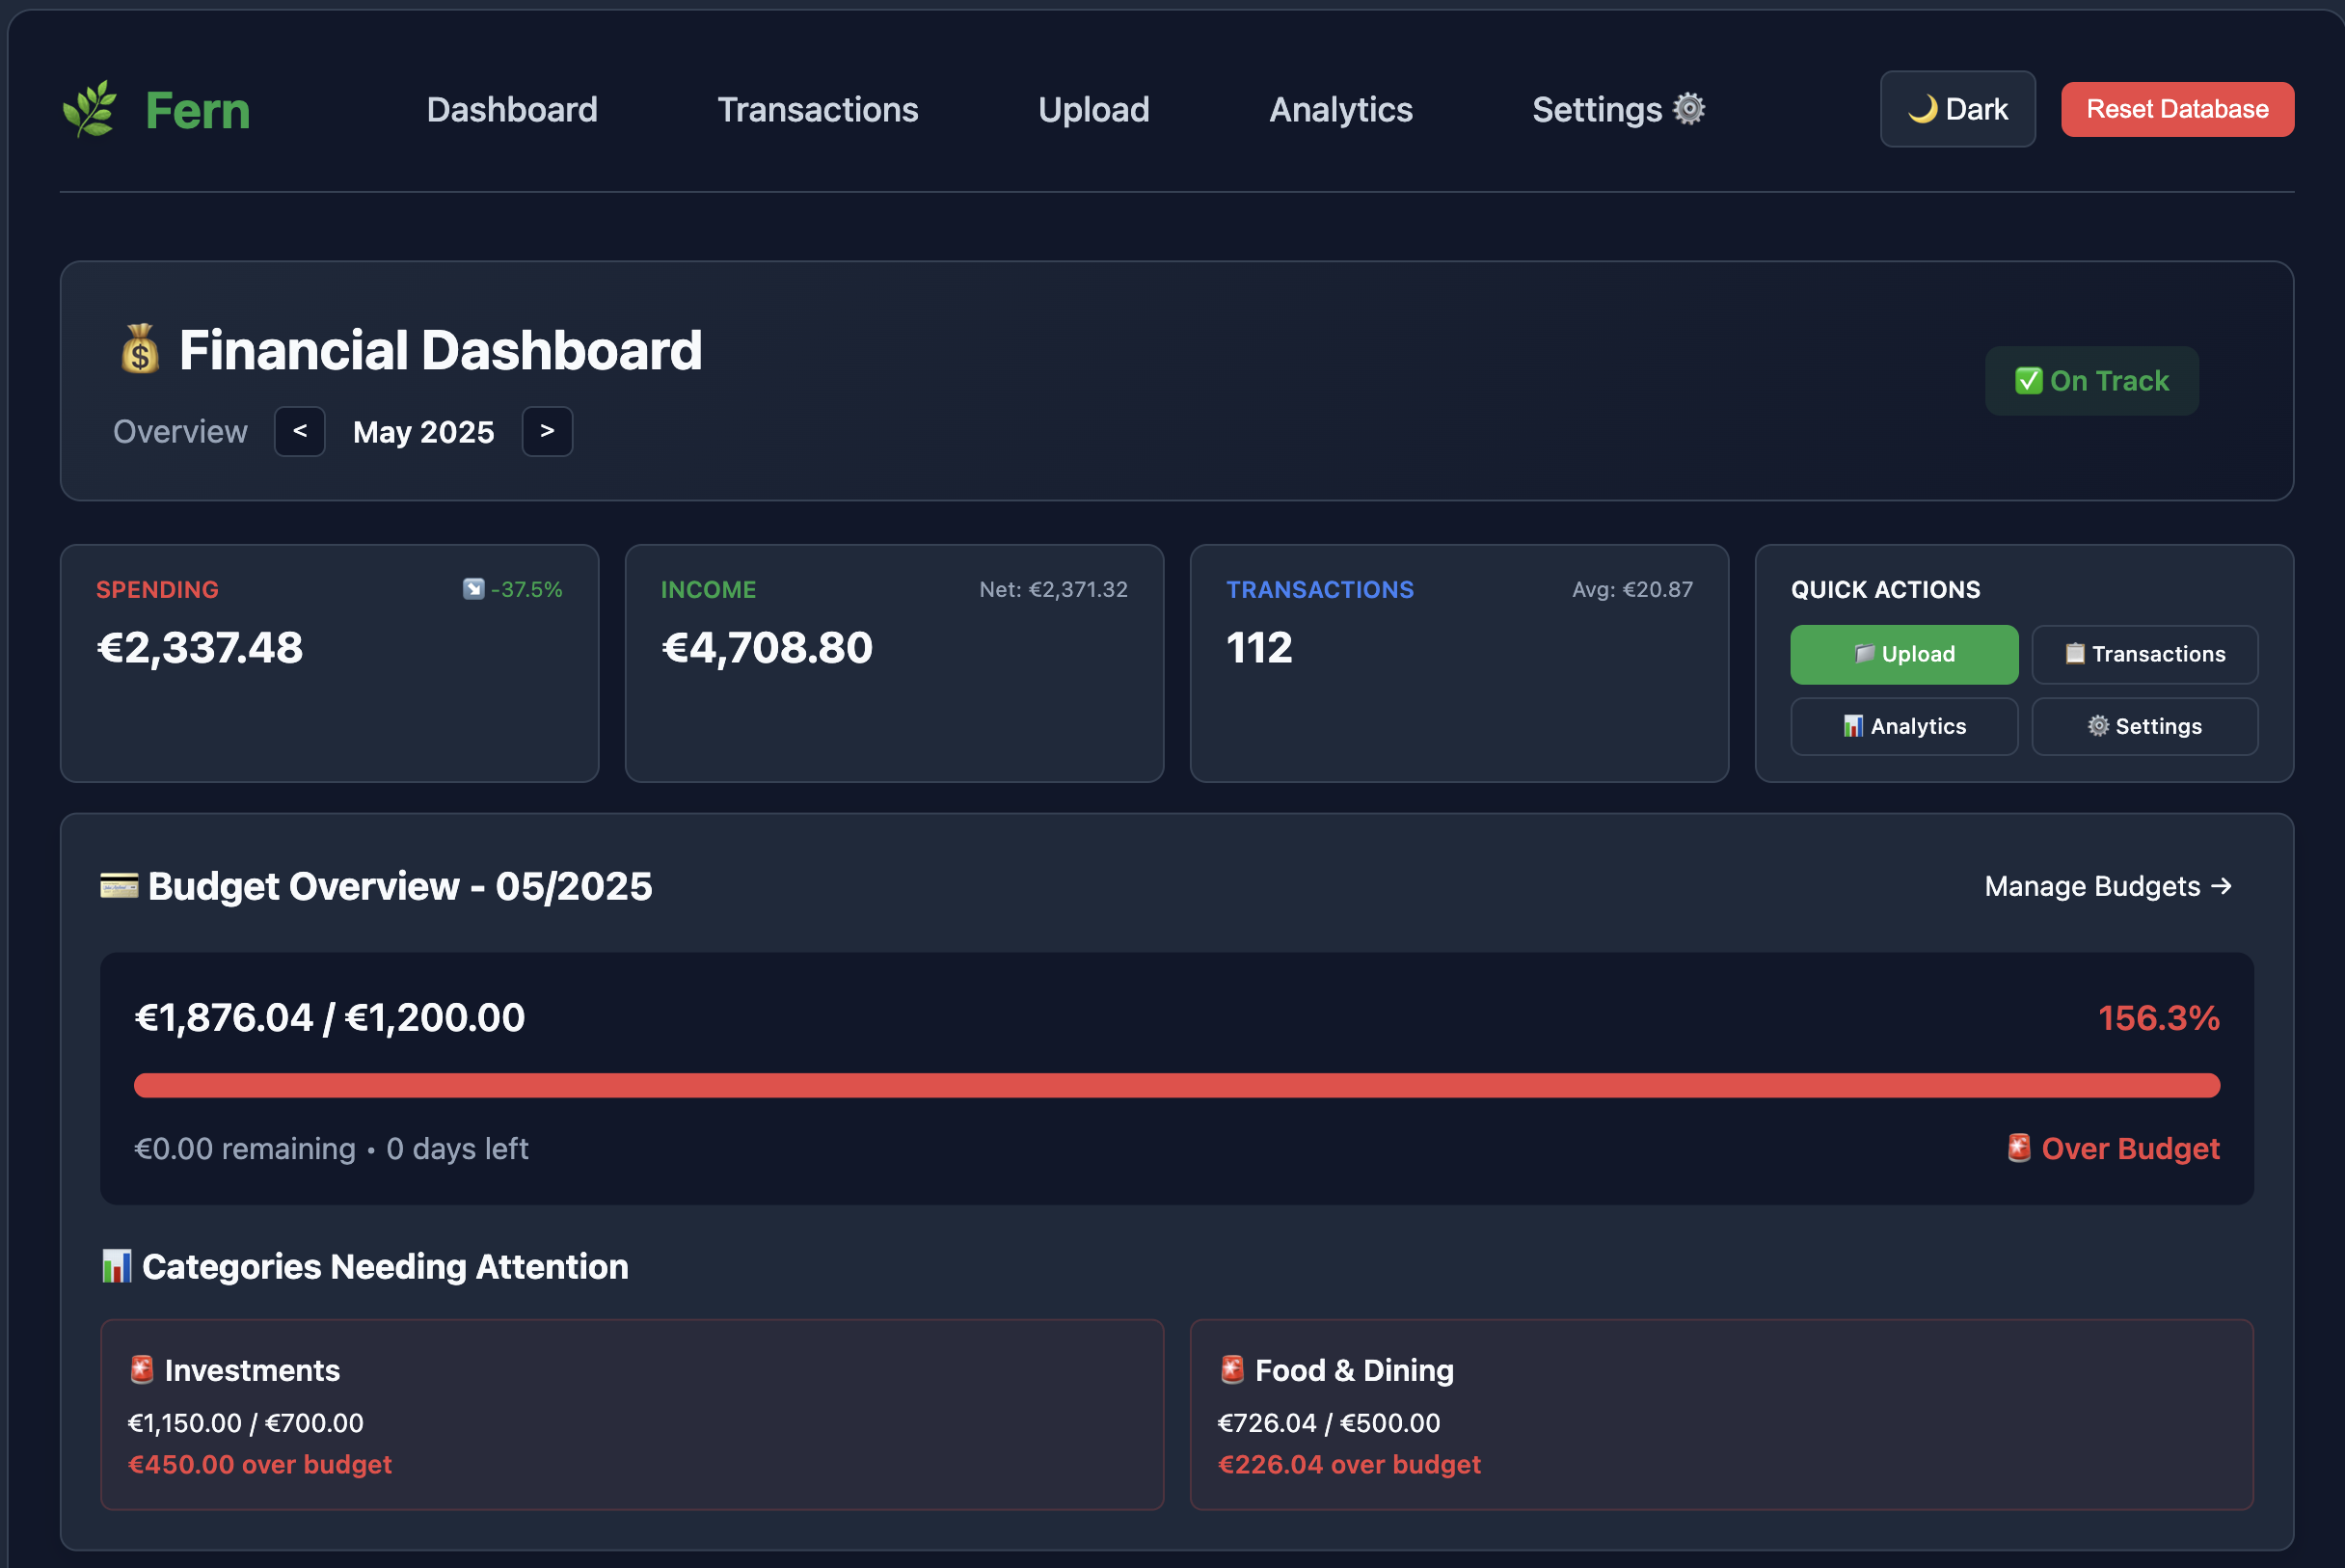 Fern
Dashboard
Transactions
Upload
Analytics
Settings ⚙️
🌙 Dark
Reset Database
💰 Financial Dashboard
Overview < May 2025 >
✅ On Track
SPENDING ↘️ -37.5%
€2,337.48
INCOME Net: €2,371.32
€4,708.80
TRANSACTIONS Avg: €20.87
112
QUICK ACTIONS
📁 Upload
📋 Transactions
📊 Analytics
⚙️ Settings
💳 Budget Overview - 05/2025
Manage Budgets →
€1,876.04 / €1,200.00
156.3%
€0.00 remaining • 0 days left
🚨 Over Budget
📊 Categories Needing Attention
🚨 Investments
€1,150.00 / €700.00
€450.00 over budget
🚨 Food & Dining
€726.04 / €500.00
€226.04 over budget